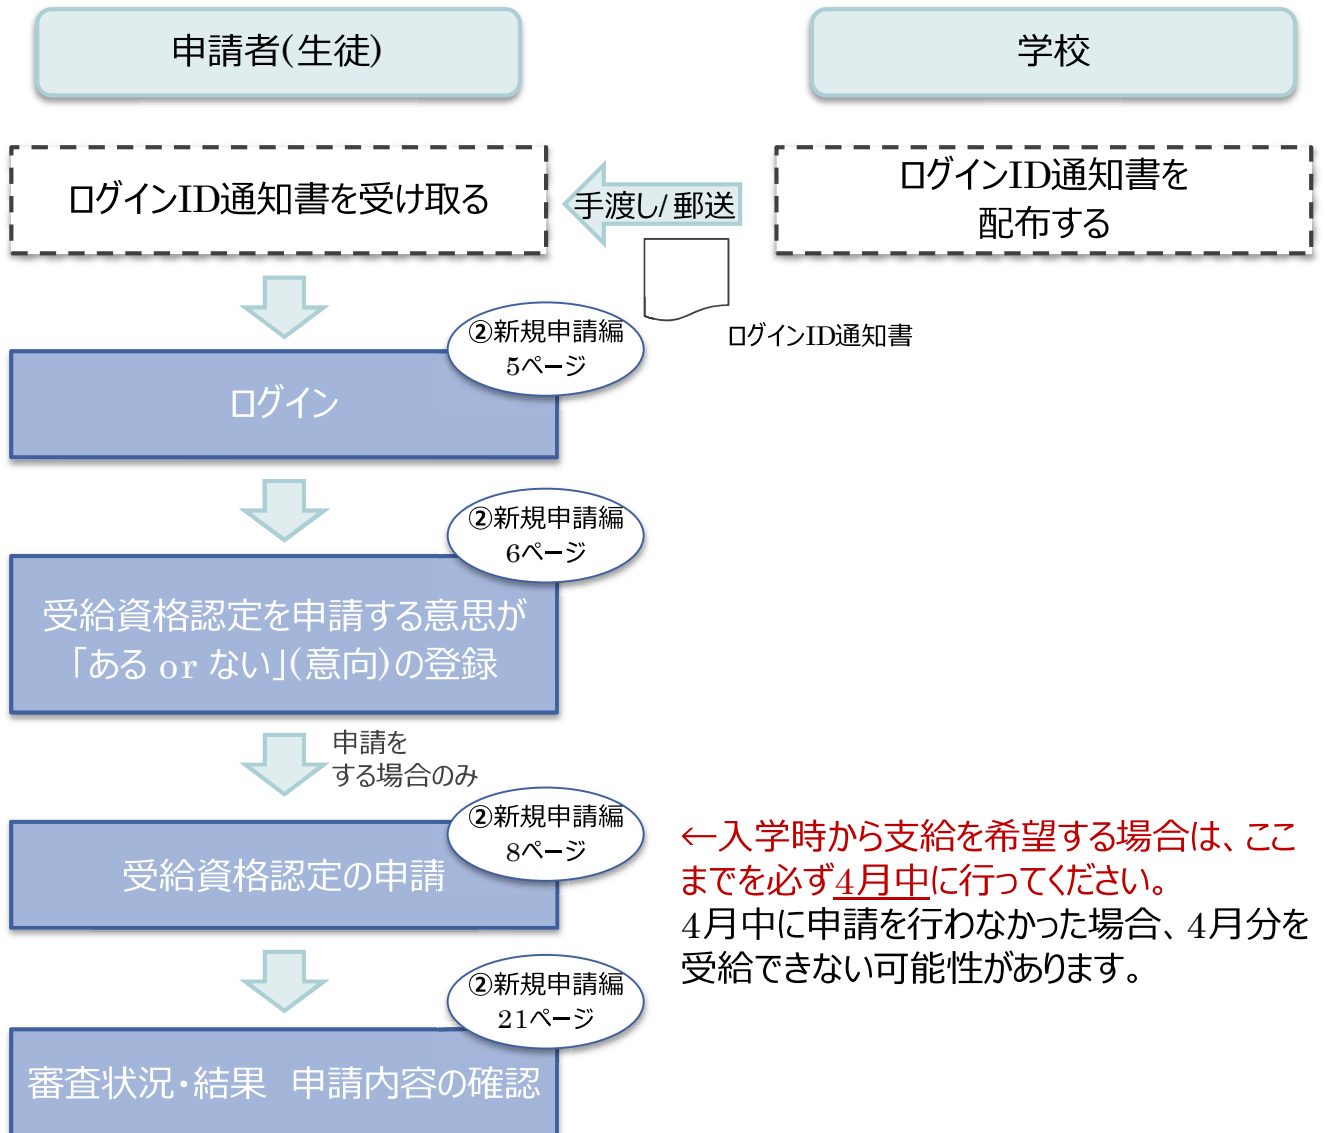 申請者(生徒)
学校
ログインID通知書を受け取る
手渡し/郵送
ログインID通知書を
配布する
ログインID通知書
②新規申請編
5ページ
ログイン
②新規申請編
6ページ
受給資格認定を申請する意思が
「ある or ない」(意向)の登録
申請を
する場合のみ
②新規申請編
8ページ
受給資格認定の申請
←入学時から支給を希望する場合は、ここ
までを必ず4月中に行ってください。
4月中に申請を行わなかった場合、4月分を
受給できない可能性があります。
②新規申請編
21ページ
審査状況・結果　申請内容の確認